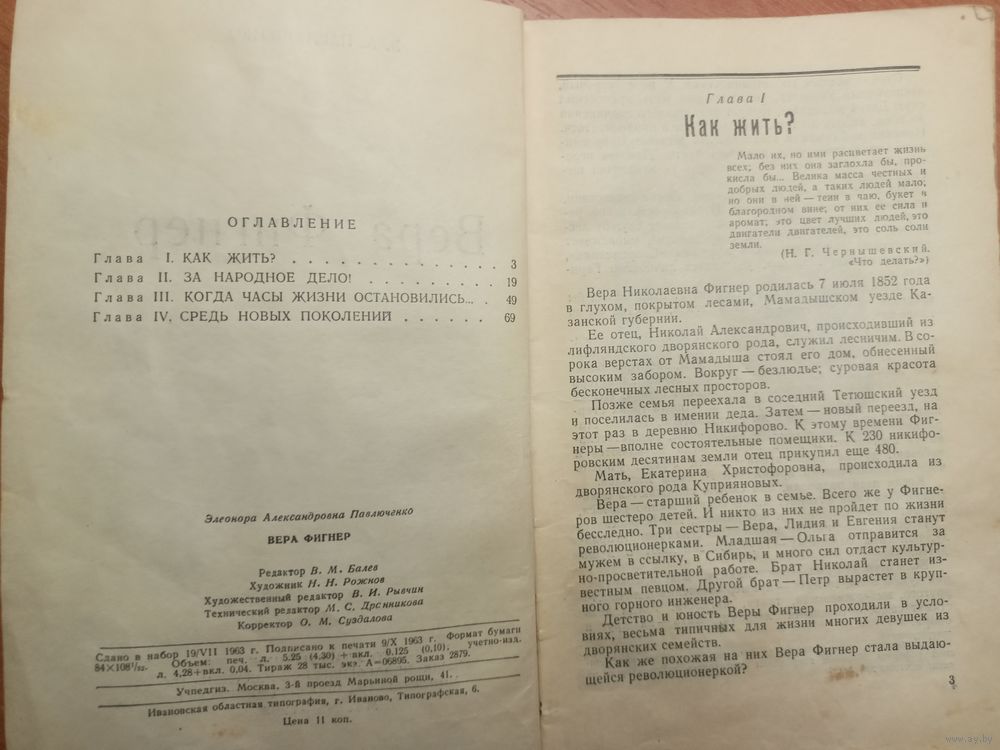 ОГЛАВЛЕНИЕ
Глава I. КАК ЖИТЬ? . . . . . . . . . . . . . . 3
Глава II. ЗА НАРОДНОЕ ДЕЛО! . . . . . . . . . 19
Глава III. КОГДА ЧАСЫ ЖИЗНИ ОСТАНОВИЛИСЬ... . 49
Глава IV. СРЕДЬ НОВЫХ ПОКОЛЕНИЙ . . . . . . 69
Элеонора Александровна Павлюченко
ВЕРА ФИГНЕР
Редактор В. М. Балев
Художник Н. Н. Рожнов
Художественный редактор В. И. Рывчин
Технический редактор М. С. Дранникова
Корректор О. М. Суздалова
Сдано в набор 19/VII 1963 г. Подписано к печати 9/X 1963 г. Формат бумаги
84×108¹/₃₂. Объем: печ. л. 5.25 (4,30) + вкл. 0,125 (0,10). учетно-изд.
л. 4,28+вкл. 0,04. Тираж 28 тыс. экз. А—06895. Заказ 2879.
Учпедгиз. Москва. 3-й проезд Марьиной рощи, 41.
Ивановская областная типография, г. Иваново, Типографская, 6.
Цена 11 коп.
Глава I
Как жить?
Мало их, но ими расцветает жизнь
всех; без них она заглохла бы, про-
кисла бы... Велика масса честных и
добрых людей, а таких людей мало;
но они в ней — теин в чаю, букет в
благородном вине; от них ее сила и
аромат; это цвет лучших людей, это
двигатели двигателей, это соль соли
земли.
(Н. Г. Чернышевский.
«Что делать?»)
Вера Николаевна Фигнер родилась 7 июля 1852 года
в глухом, покрытом лесами, Мамадышском уезде Ка-
занской губернии.
Ее отец, Николай Александрович, происходивший из
лифляндского дворянского рода, служил лесничим. В со-
рока верстах от Мамадыша стоял его дом, обнесенный
высоким забором. Вокруг — безлюдье; суровая красота
бесконечных лесных просторов.
Позже семья переехала в соседний Тетюшский уезд
и поселилась в имении деда. Затем — новый переезд, на
этот раз в деревню Никифорово. К этому времени Фиг-
неры — вполне состоятельные помещики. К 230 никифо-
ровским десятинам земли отец прикупил еще 480.
Мать, Екатерина Христофоровна, происходила из
дворянского рода Куприяновых.
Вера — старший ребенок в семье. Всего же у Фигне-
ров шестеро детей. И никто из них не пройдет по жизни
бесследно. Три сестры — Вера, Лидия и Евгения станут
революционерками. Младшая — Ольга отправится за
мужем в ссылку, в Сибирь, и много сил отдаст культур-
но-просветительной работе. Брат Николай станет из-
вестным певцом. Другой брат — Петр вырастет в круп-
ного горного инженера.
Детство и юность Веры Фигнер проходили в усло-
виях, весьма типичных для жизни многих девушек из
дворянских семейств.
Как же похожая на них Вера Фигнер стала выдаю-
щейся революционеркой?
3
www.ay.by